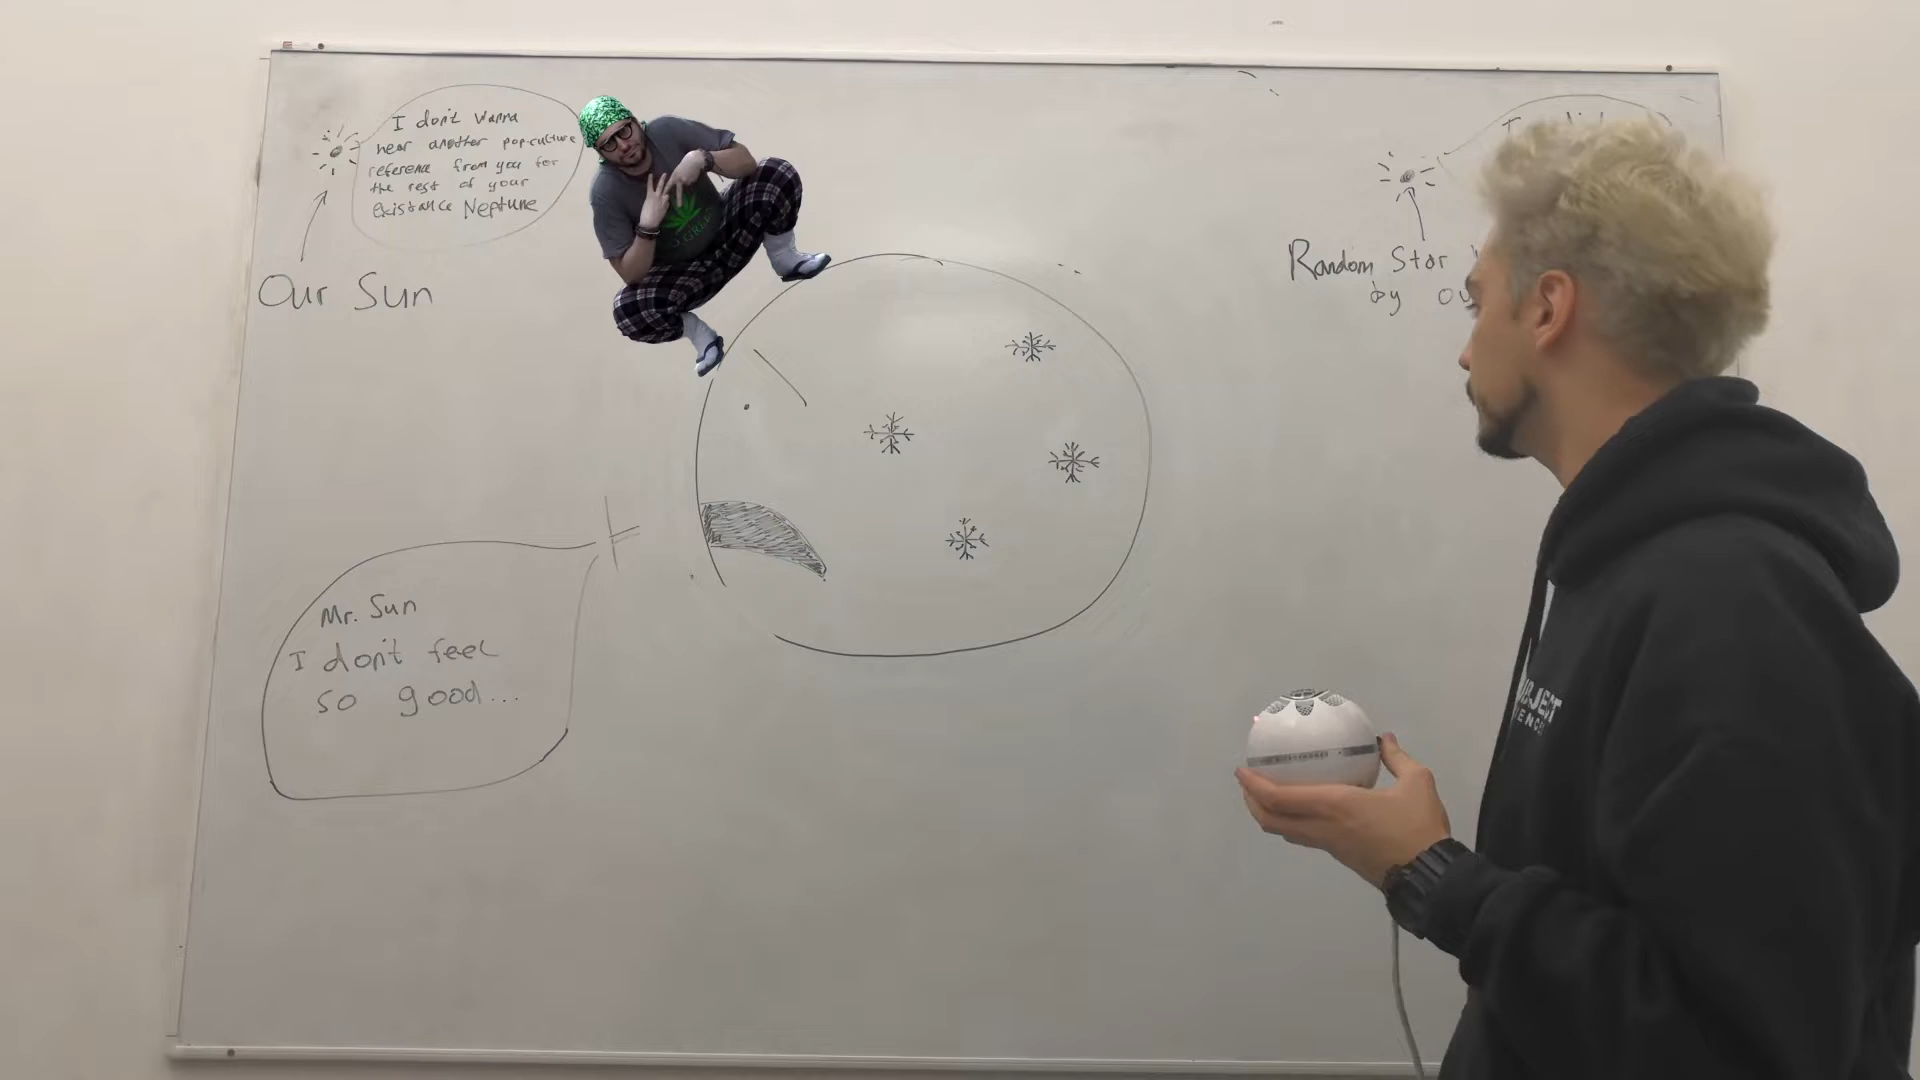 I don't Wanna
hear another pop-culture
reference from you for
the rest of your
existance Neptune
Our Sun
Random Star
by
Mr. Sun
I don't feel
so good...